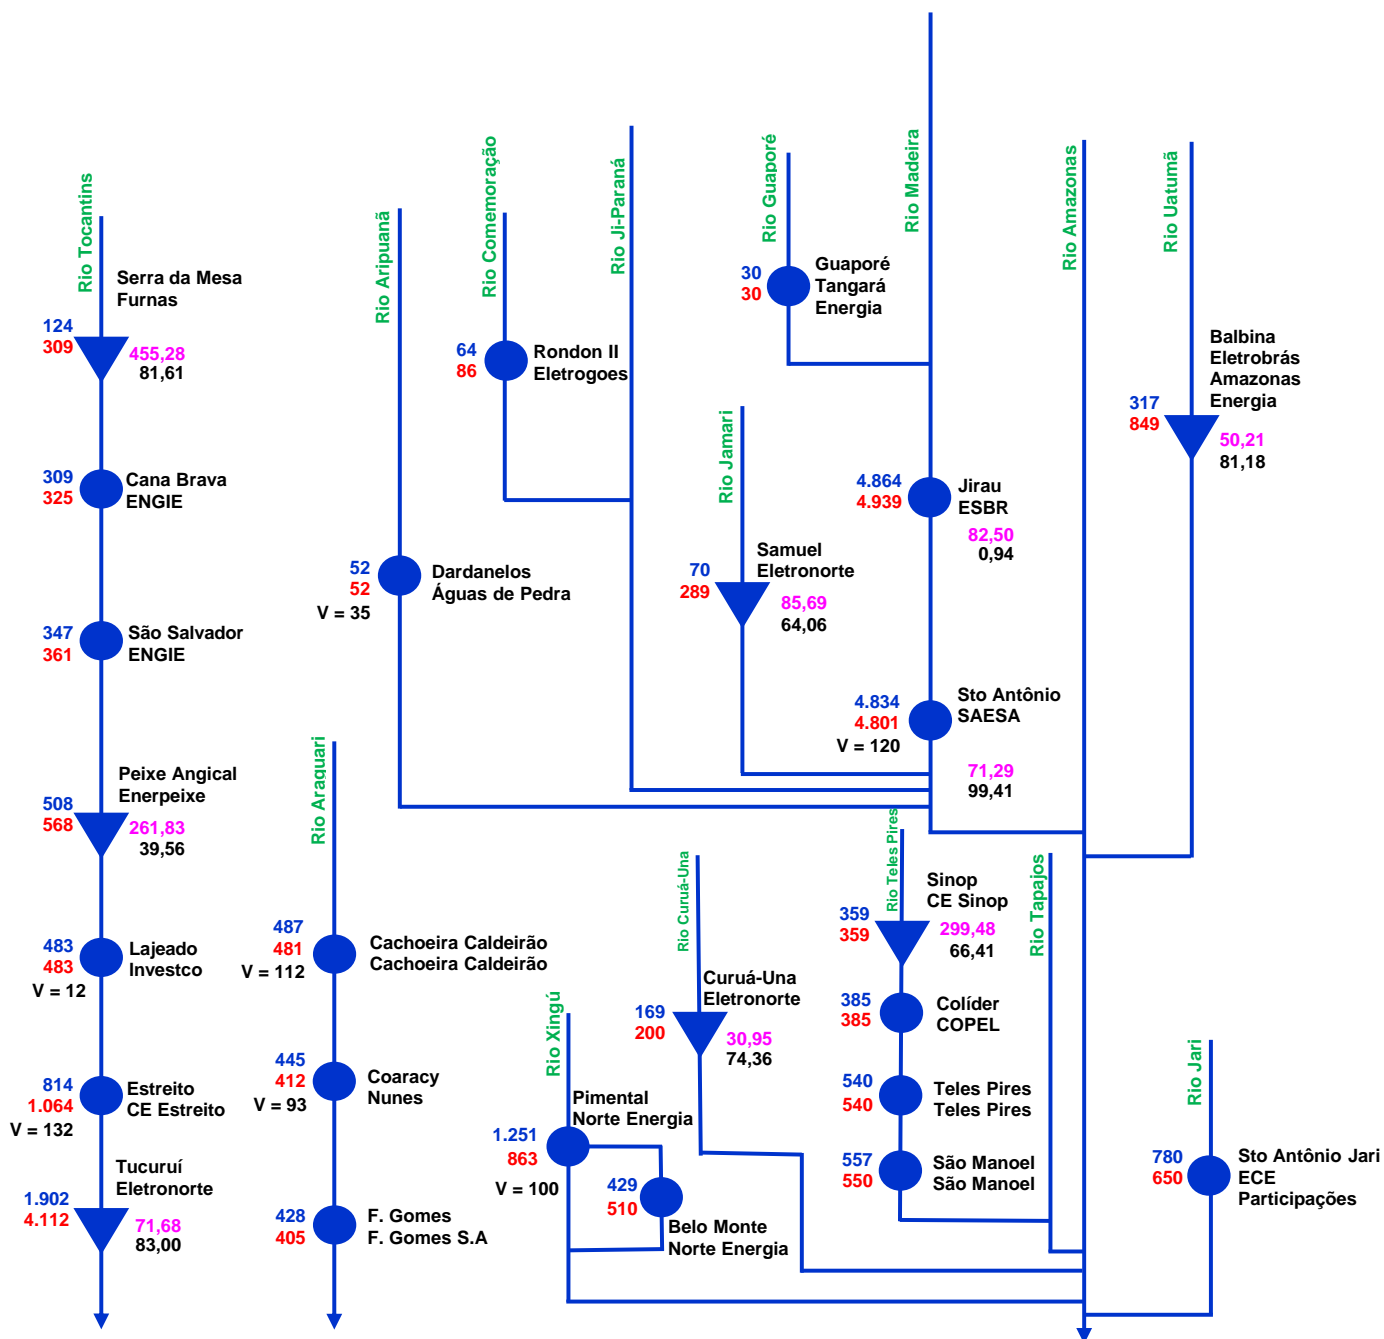 Rio Tocantins
Serra da Mesa
Furnas
124
309
455,28
81,61
309
325
Cana Brava
ENGIE
347
361
São Salvador
ENGIE
Peixe Angical
Enerpeixe
508
568
261,83
39,56
483
483
V = 12
Lajeado
Investco
814
1.064
V = 132
Estreito
CE Estreito
Tucuruí
Eletronorte
1.902
4.112
71,68
83,00
Rio Araguari
487
481
V = 112
Cachoeira Caldeirão
Cachoeira Caldeirão
445
412
V = 93
Coaracy
Nunes
428
405
F. Gomes
F. Gomes S.A
Rio Aripuanã
52
52
V = 35
Dardanelos
Águas de Pedra
Rio Comemoração
64
86
Rondon II
Eletrogoes
Rio Ji-Paraná
Rio Jamari
Samuel
Eletronorte
70
289
85,69
64,06
Rio Guaporé
30
30
Guaporé
Tangará
Energia
Rio Madeira
4.864
4.939
Jirau
ESBR
82,50
0,94
4.834
4.801
V = 120
Sto Antônio
SAESA
71,29
99,41
Rio Amazonas
Rio Uatumã
Balbina
Eletrobrás
Amazonas
Energia
317
849
50,21
81,18
Rio Xingú
Pimental
Norte Energia
1.251
863
V = 100
429
510
Belo Monte
Norte Energia
Rio Curuá-Una
Curuá-Una
Eletronorte
169
200
30,95
74,36
Rio Teles Pires
Sinop
CE Sinop
359
359
299,48
66,41
385
385
Colíder
COPEL
540
540
Teles Pires
Teles Pires
557
550
São Manoel
São Manoel
Rio Tapajos
Rio Jari
780
650
Sto Antônio Jari
ECE
Participações